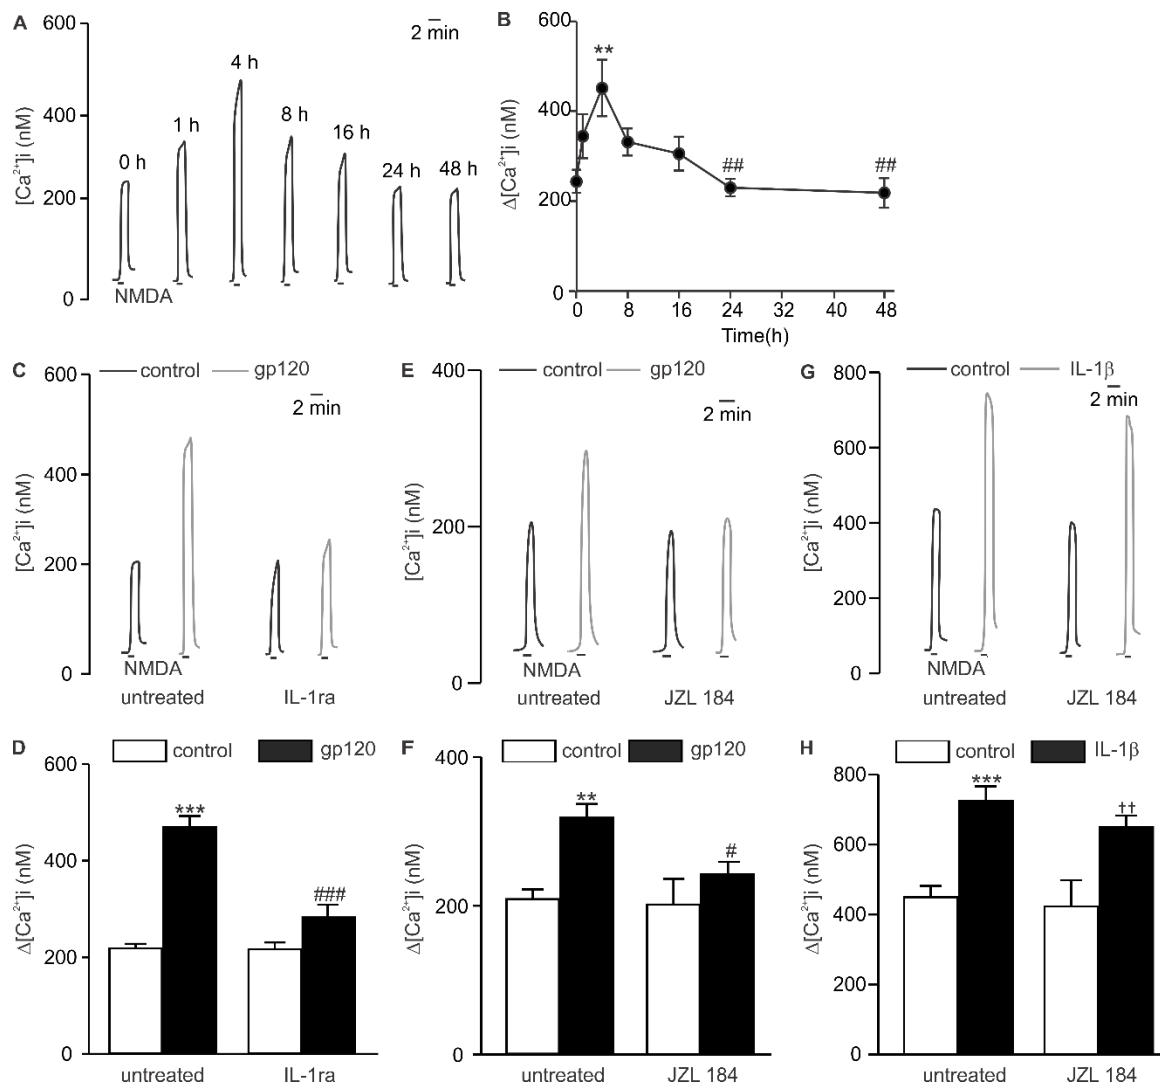 A
600
400
200
0
[Ca²⁺]i (nM)
2 min
0 h
1 h
4 h
8 h
16 h
24 h
48 h
NMDA
B
600
400
200
0
Δ[Ca²⁺]i (nM)
**
##
##
0 8 16 24 32 40 48
Time(h)
C
control gp120
600
400
200
0
[Ca²⁺]i (nM)
2 min
NMDA
untreated IL-1ra
E
control gp120
400
200
0
[Ca²⁺]i (nM)
2 min
NMDA
untreated JZL 184
G
control IL-1β
800
600
400
200
0
[Ca²⁺]i (nM)
2 min
NMDA
untreated JZL 184
D
control gp120
600
400
200
0
Δ[Ca²⁺]i (nM)
***
###
untreated IL-1ra
F
control gp120
400
200
0
Δ[Ca²⁺]i (nM)
**
#
untreated JZL 184
H
control IL-1β
800
600
400
200
0
Δ[Ca²⁺]i (nM)
***
††
untreated JZL 184